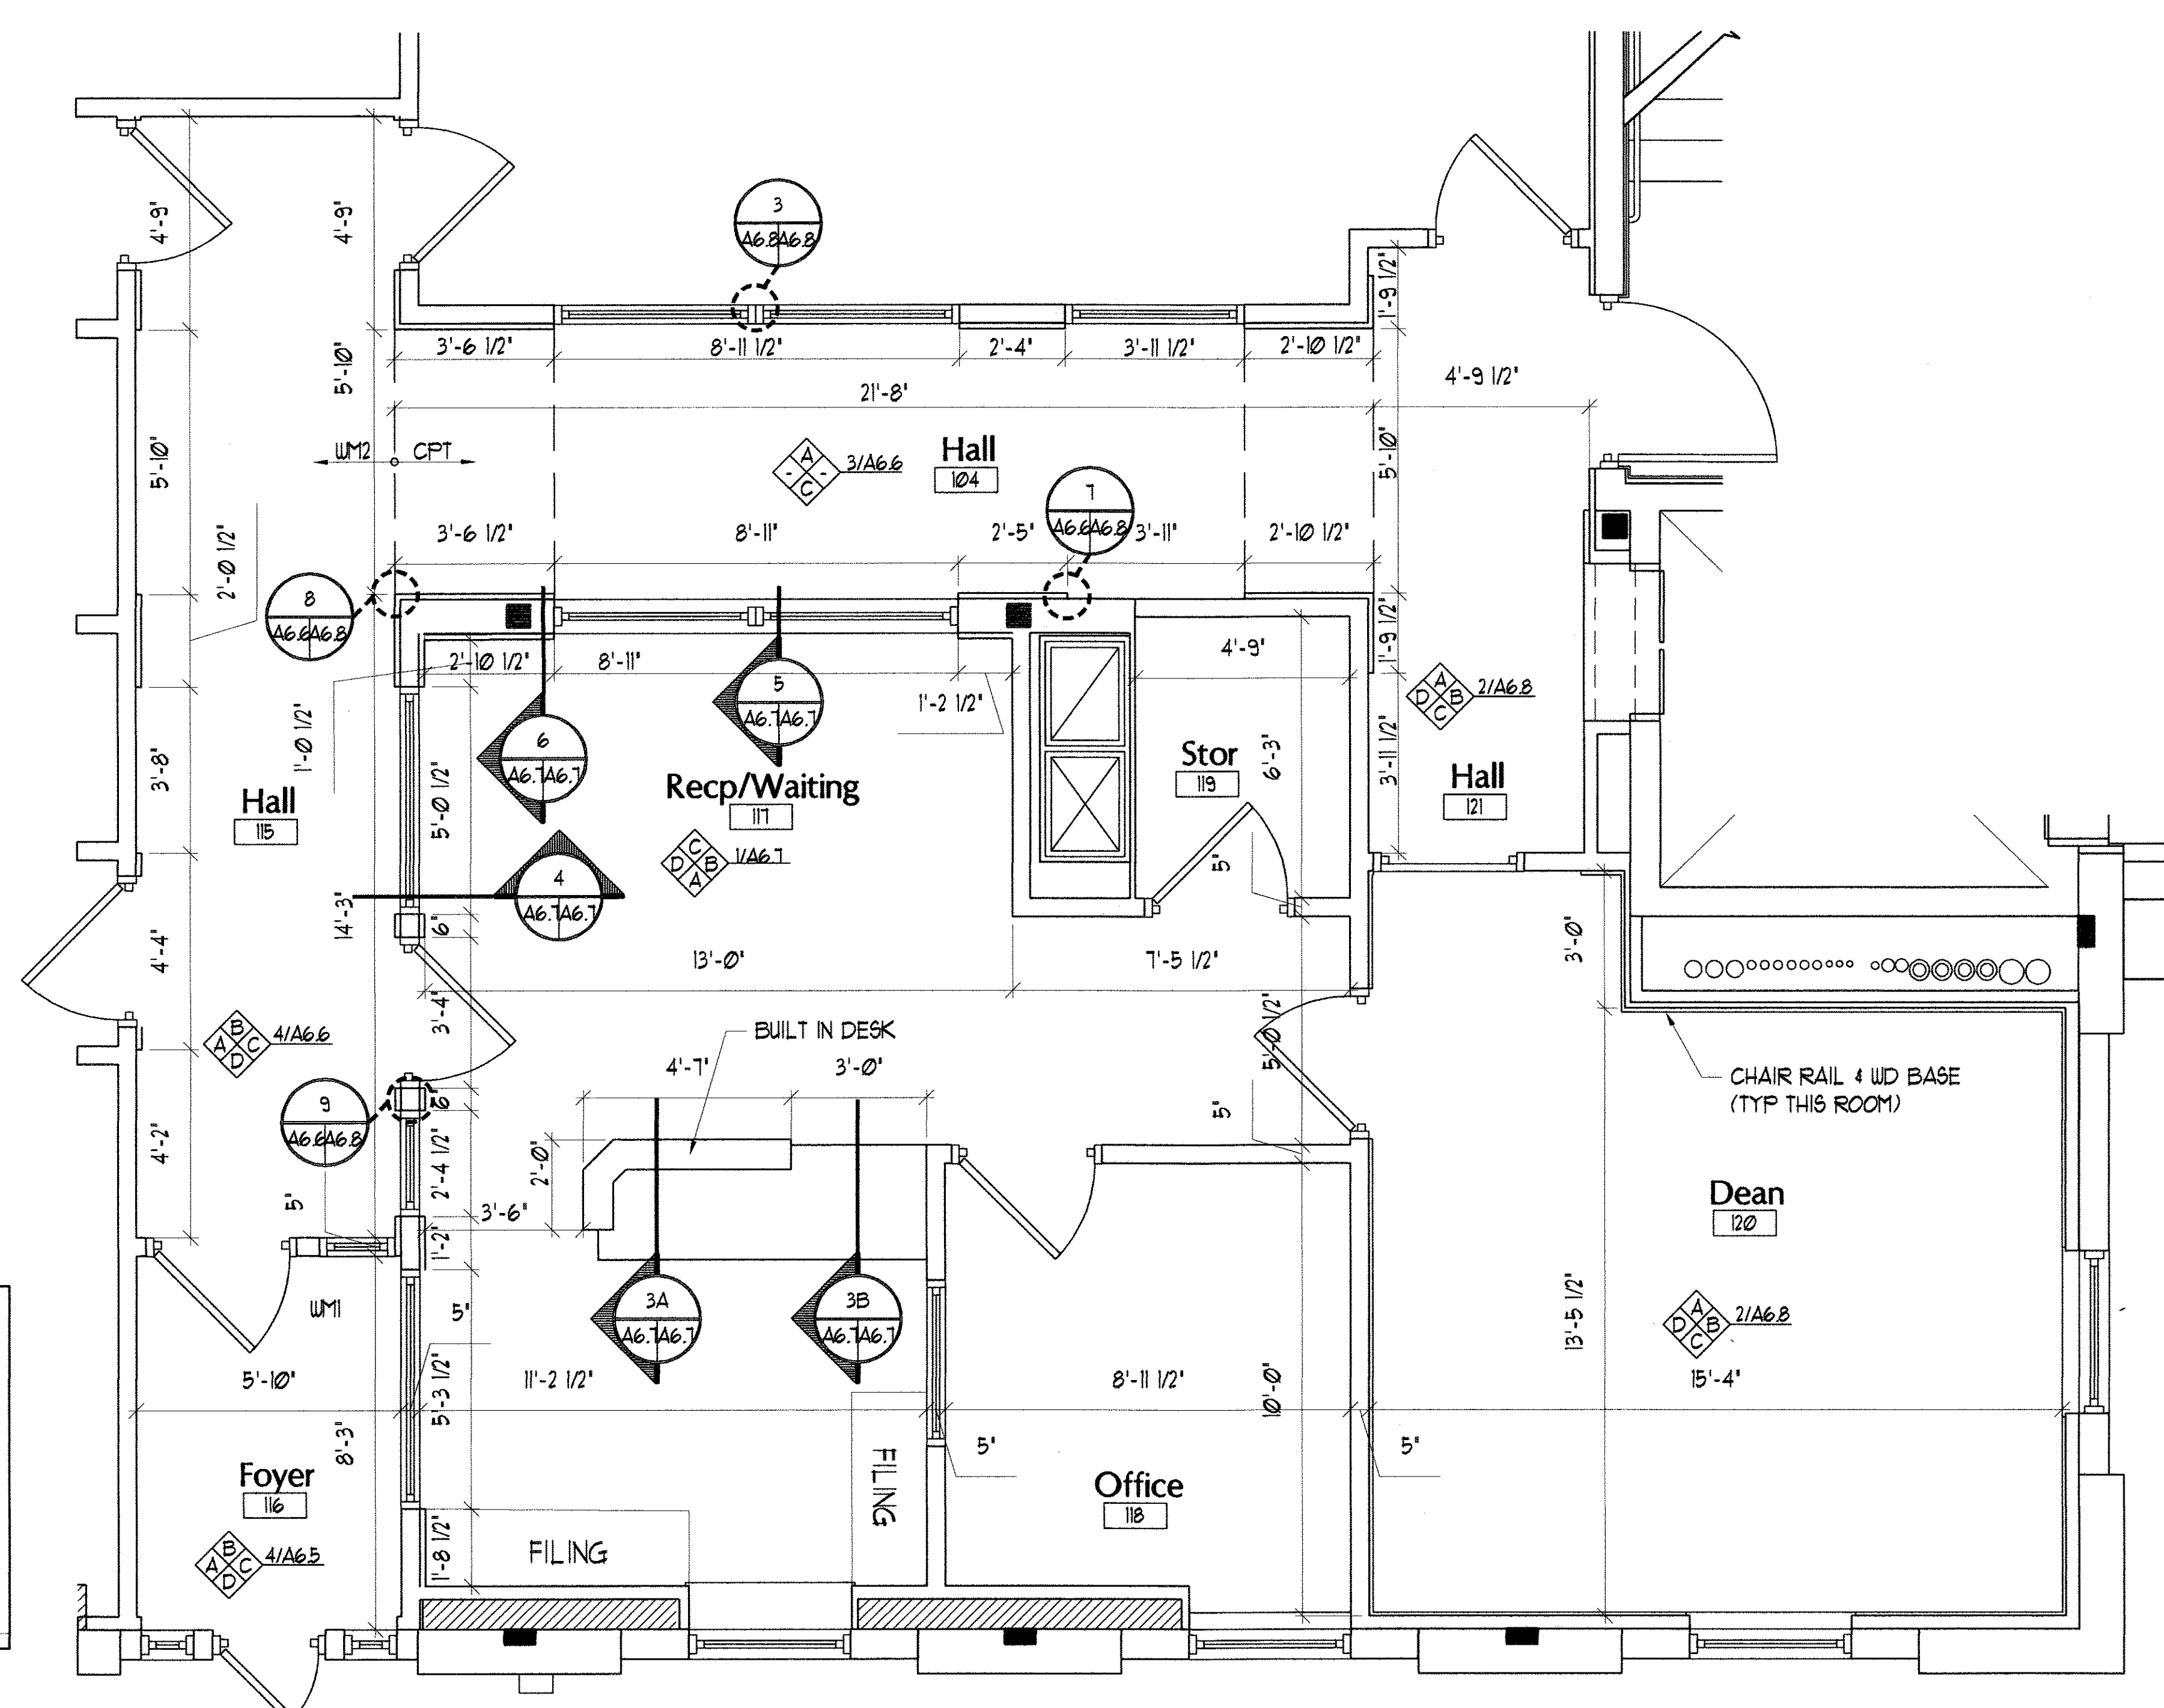 4'-9"
4'-9"
3
A6.8 A6.8
1'-9 1/2"
3'-6 1/2"
8'-11 1/2"
2'-4"
3'-11 1/2"
2'-10 1/2"
5'-10"
4'-9 1/2"
21'-8"
WM2
CPT
A
-
-
C
3/A6.6
Hall
104
5'-10"
5'-10"
7
A6.6 A6.8
3'-6 1/2"
8'-11"
2'-5"
3'-11"
2'-10 1/2"
2'-0 1/2"
8
A6.6 A6.8
2'-10 1/2"
8'-11"
1'-2 1/2"
4'-9"
1'-9 1/2"
5
A6.7 A6.7
6
A6.7 A6.7
A
D
B
C
2/A6.8
1'-0 1/2"
3'-8"
5'-0 1/2"
Recp/Waiting
117
Stor
119
6'-3"
3'-11 1/2"
Hall
121
Hall
115
C
D
B
A
1/A6.7
5"
4
A6.7 A6.7
14'-3"
6"
4'-4"
13'-0"
7'-5 1/2"
3'-0"
3'-4"
5'-0 1/2"
B
A
C
D
4/A6.6
BUILT IN DESK
4'-7"
3'-0"
CHAIR RAIL & WD BASE
(TYP THIS ROOM)
9
A6.6 A6.8
6"
5"
4'-2"
2'-4 1/2"
2'-0"
5"
3'-6"
1'-2"
Dean
120
WM1
5"
3A
A6.7 A6.7
3B
A6.7 A6.7
13'-5 1/2"
A
D
B
C
2/A6.8
5'-10"
5'-3 1/2"
11'-2 1/2"
8'-11 1/2"
10'-0"
15'-4"
8'-3"
5"
5"
Foyer
116
FILING
Office
118
B
A
C
D
4/A6.5
1'-8 1/2"
FILING